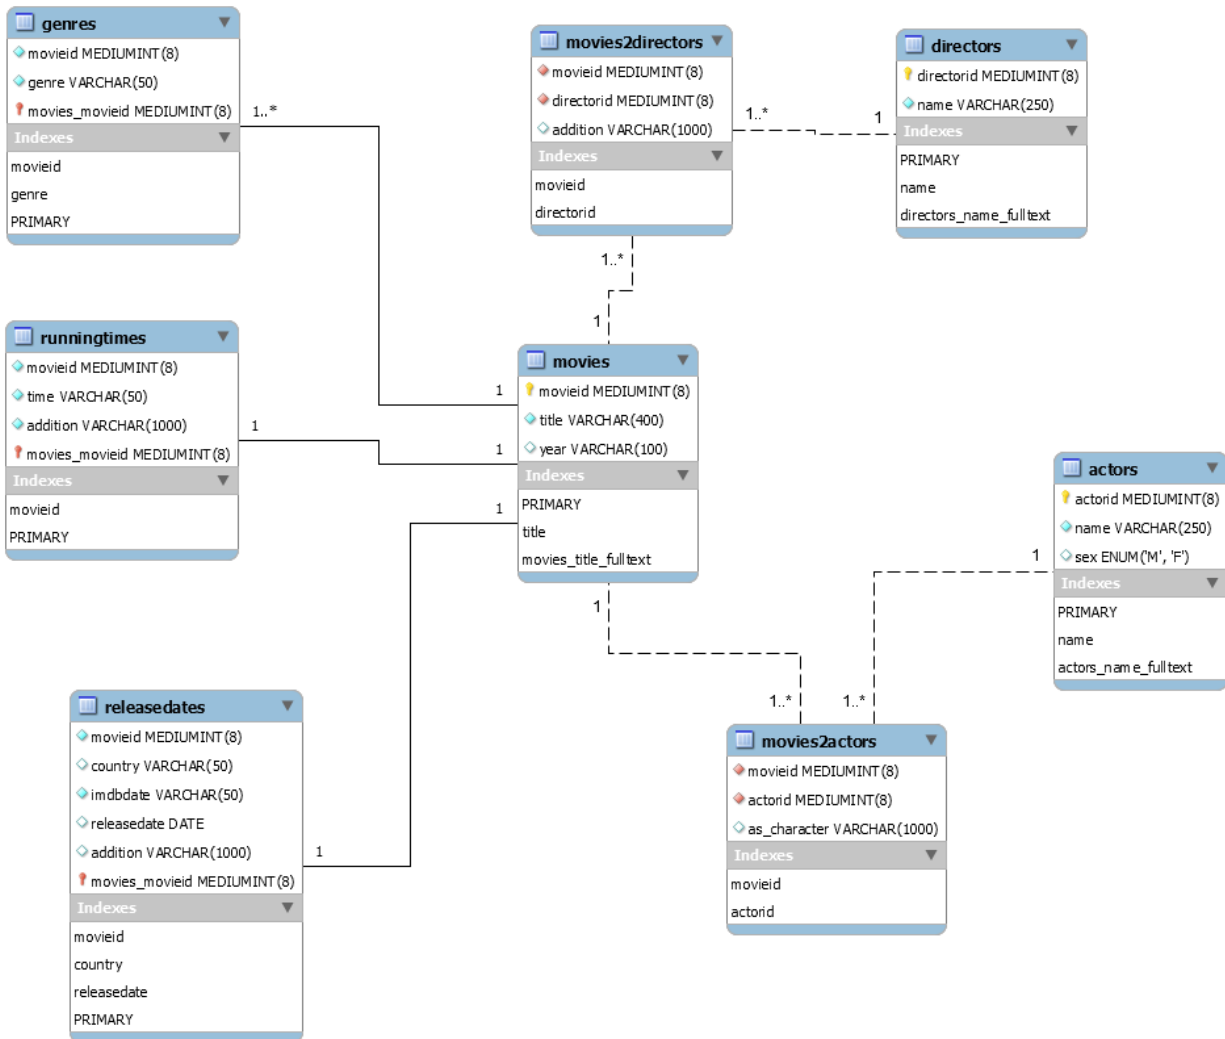 genres
movieid MEDIUMINT(8)
genre VARCHAR(50)
movies_movieid MEDIUMINT(8)
Indexes
movieid
genre
PRIMARY
1..*
movies2directors
movieid MEDIUMINT(8)
directorid MEDIUMINT(8)
addition VARCHAR(1000)
Indexes
movieid
directorid
1..*
1
directors
directorid MEDIUMINT(8)
name VARCHAR(250)
Indexes
PRIMARY
name
directors_name_fulltext
1..*
1
runningtimes
movieid MEDIUMINT(8)
time VARCHAR(50)
addition VARCHAR(1000)
movies_movieid MEDIUMINT(8)
Indexes
movieid
PRIMARY
1
1
1
1
movies
movieid MEDIUMINT(8)
title VARCHAR(400)
year VARCHAR(100)
Indexes
PRIMARY
title
movies_title_fulltext
1
actors
actorid MEDIUMINT(8)
name VARCHAR(250)
sex ENUM('M', 'F')
Indexes
PRIMARY
name
actors_name_fulltext
1
releasedates
movieid MEDIUMINT(8)
country VARCHAR(50)
imdbdate VARCHAR(50)
releasedate DATE
addition VARCHAR(1000)
movies_movieid MEDIUMINT(8)
Indexes
movieid
country
releasedate
PRIMARY
1
1..*
1..*
movies2actors
movieid MEDIUMINT(8)
actorid MEDIUMINT(8)
as_character VARCHAR(1000)
Indexes
movieid
actorid